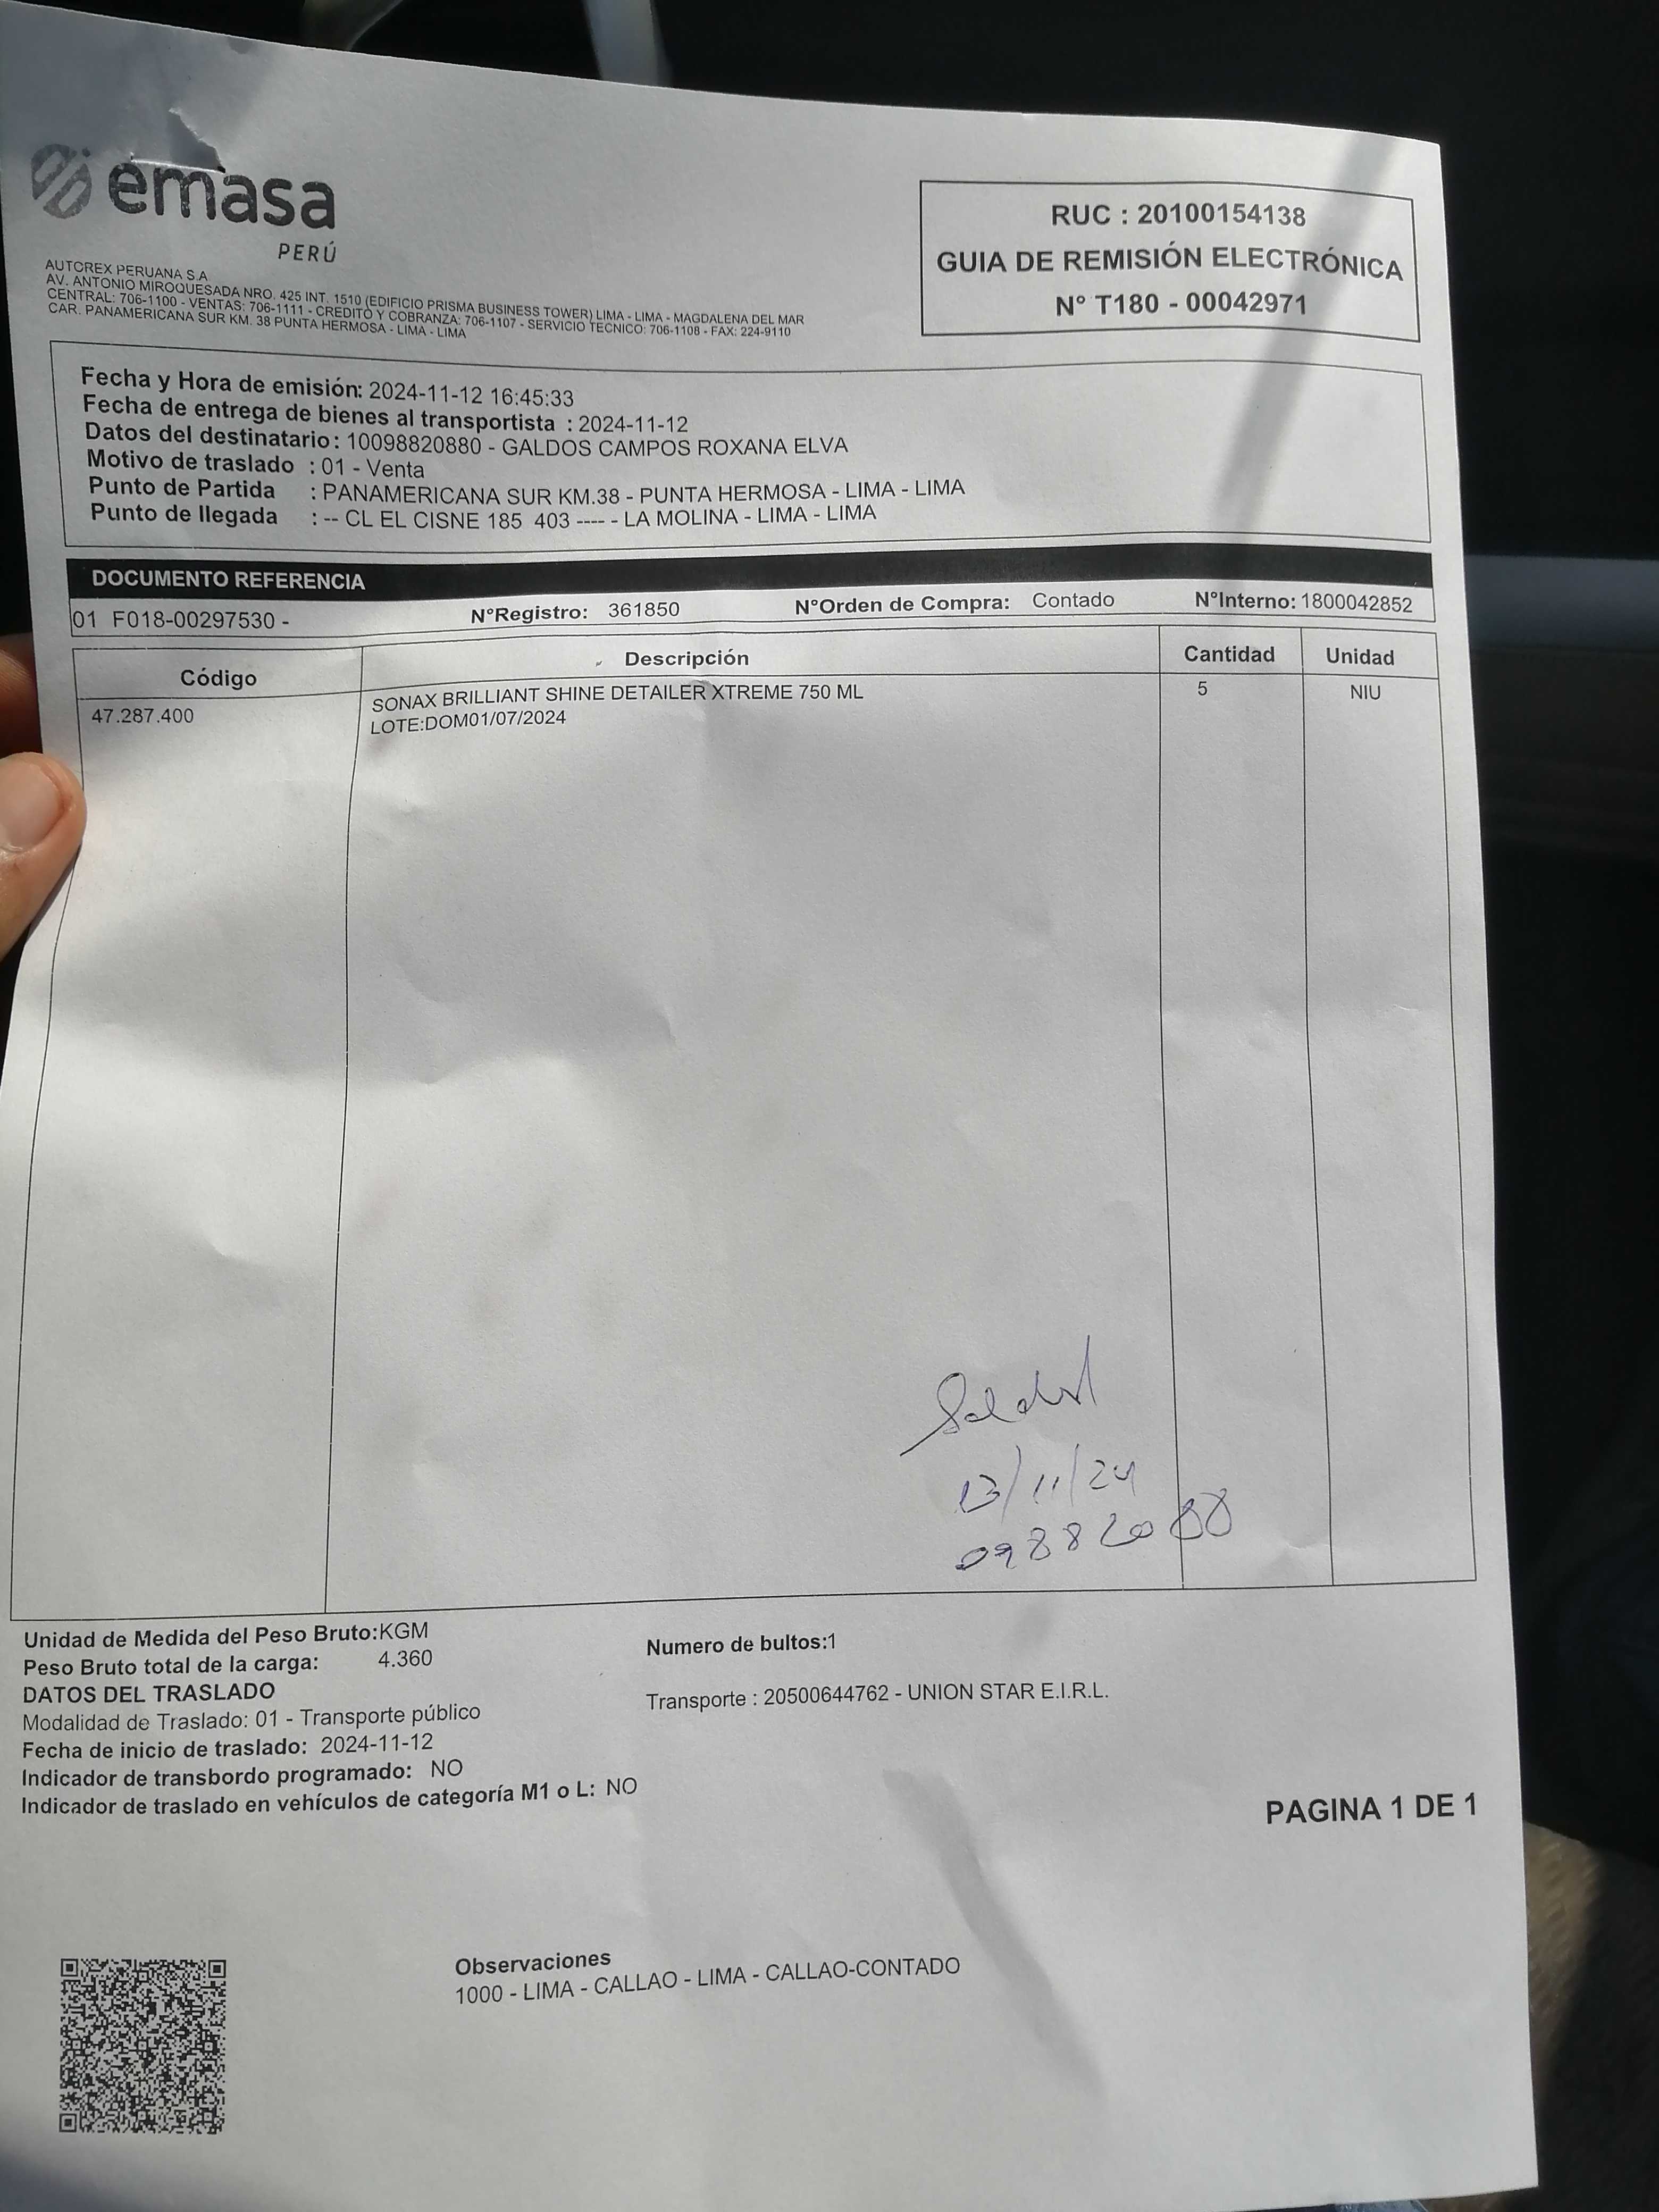 emasa
PERÚ
AUTOREX PERUANA S.A
AV. ANTONIO MIROQUESADA NRO. 425 INT. 1510 (EDIFICIO PRISMA BUSINESS TOWER) LIMA - LIMA - MAGDALENA DEL MAR
CENTRAL: 706-1100 - VENTAS: 706-1111 - CREDITO Y COBRANZA: 706-1107 - SERVICIO TECNICO: 706-1108 - FAX: 224-9110
CAR. PANAMERICANA SUR KM. 38 PUNTA HERMOSA - LIMA - LIMA
RUC : 20100154138
GUIA DE REMISIÓN ELECTRÓNICA
N° T180 - 00042971
Fecha y Hora de emisión: 2024-11-12 16:45:33
Fecha de entrega de bienes al transportista : 2024-11-12
Datos del destinatario: 10098820880 - GALDOS CAMPOS ROXANA ELVA
Motivo de traslado : 01 - Venta
Punto de Partida : PANAMERICANA SUR KM.38 - PUNTA HERMOSA - LIMA - LIMA
Punto de llegada : -- CL EL CISNE 185 403 ---- - LA MOLINA - LIMA - LIMA
DOCUMENTO REFERENCIA
01 F018-00297530 - N°Registro: 361850 N°Orden de Compra: Contado N°Interno: 1800042852
Código Descripción Cantidad Unidad
47.287.400 SONAX BRILLIANT SHINE DETAILER XTREME 750 ML 5 NIU
LOTE:DOM01/07/2024
13/11/24
Unidad de Medida del Peso Bruto:KGM
Peso Bruto total de la carga: 4.360
Numero de bultos:1
DATOS DEL TRASLADO
Modalidad de Traslado: 01 - Transporte público
Transporte : 20500644762 - UNION STAR E.I.R.L.
Fecha de inicio de traslado: 2024-11-12
Indicador de transbordo programado: NO
Indicador de traslado en vehículos de categoría M1 o L: NO
PAGINA 1 DE 1
Observaciones
1000 - LIMA - CALLAO - LIMA - CALLAO-CONTADO